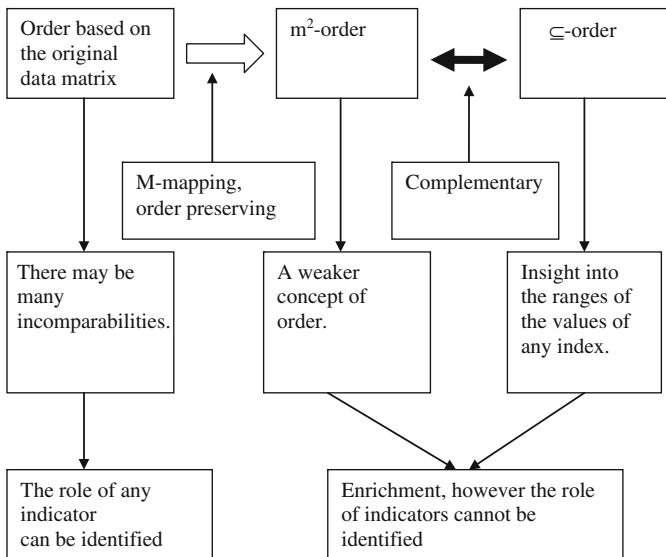 Order based on
the original
data matrix
m²-order
⊆-order
M-mapping,
order preserving
Complementary
There may be
many
incomparabilities.
A weaker
concept of
order.
Insight into
the ranges of
the values of
any index.
The role of any
indicator
can be identified
Enrichment, however the role
of indicators cannot be
identified